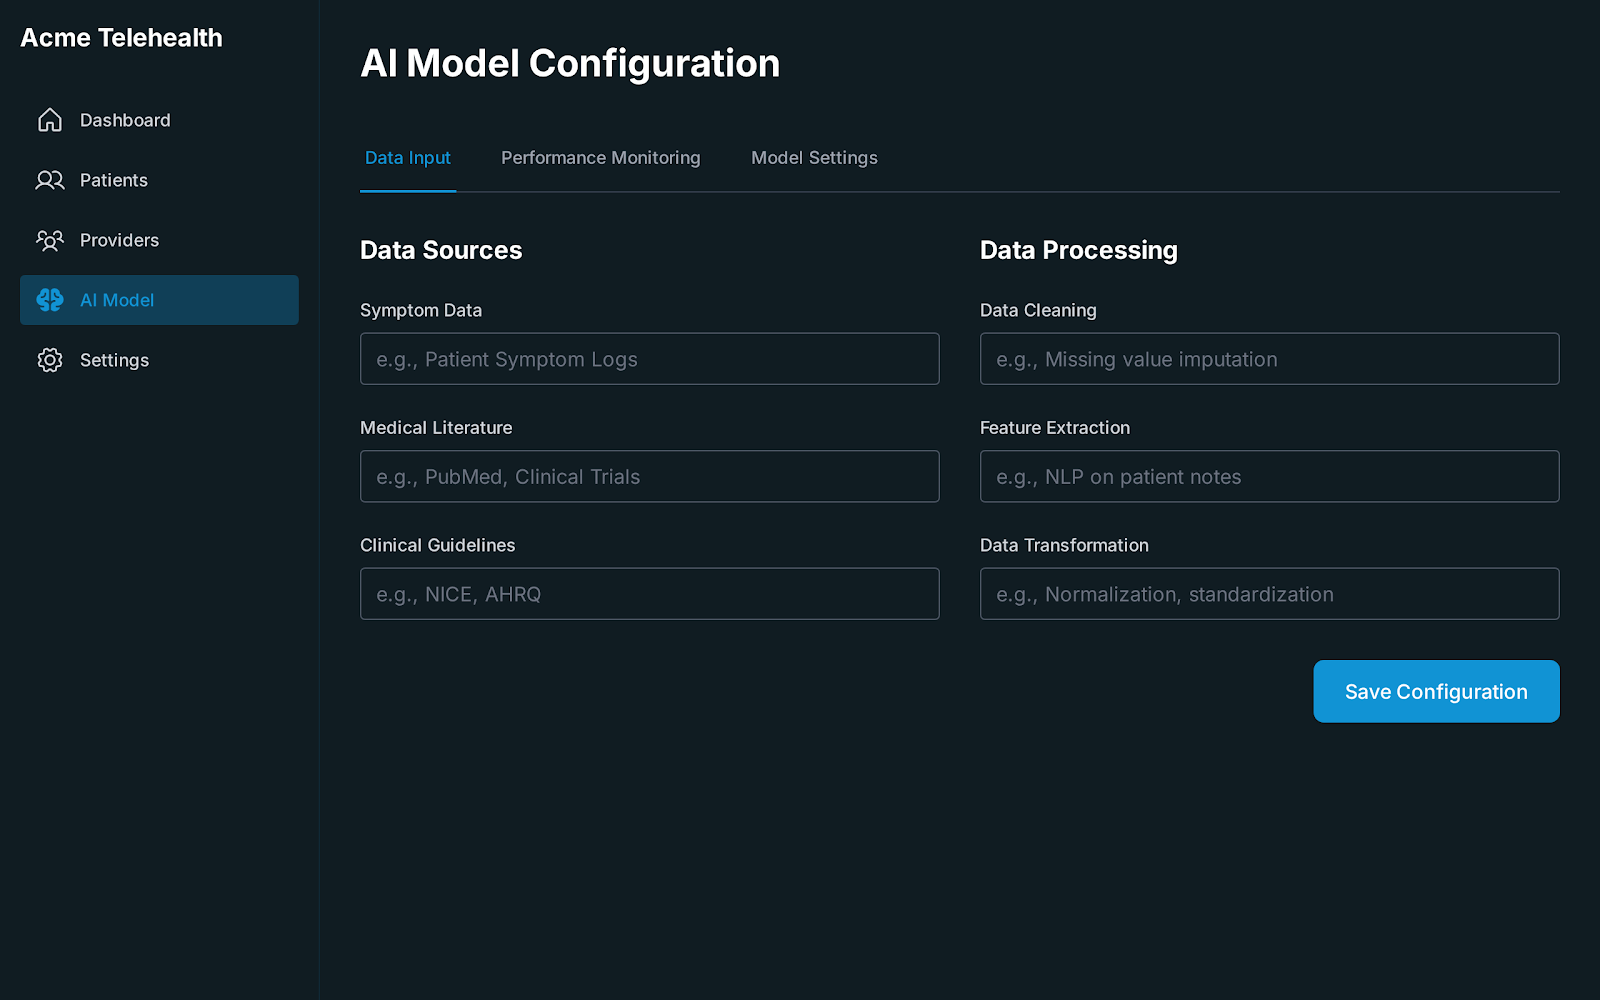 Acme Telehealth
Dashboard
Patients
Providers
AI Model
Settings
AI Model Configuration
Data Input
Performance Monitoring
Model Settings
Data Sources
Symptom Data
e.g., Patient Symptom Logs
Medical Literature
e.g., PubMed, Clinical Trials
Clinical Guidelines
e.g., NICE, AHRQ
Data Processing
Data Cleaning
e.g., Missing value imputation
Feature Extraction
e.g., NLP on patient notes
Data Transformation
e.g., Normalization, standardization
Save Configuration